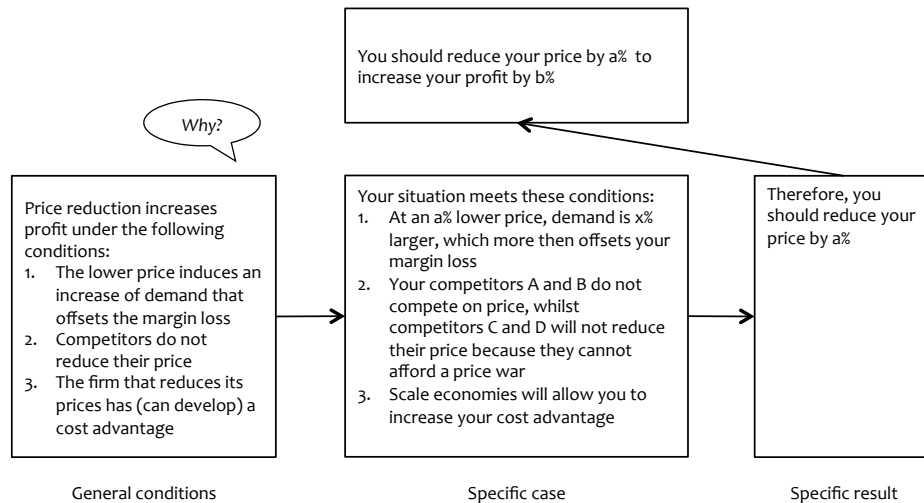 You should reduce your price by a% to
increase your profit by b%
Why?
Price reduction increases
profit under the following
conditions:
1. The lower price induces an
increase of demand that
offsets the margin loss
2. Competitors do not
reduce their price
3. The firm that reduces its
prices has (can develop) a
cost advantage
Your situation meets these conditions:
1. At an a% lower price, demand is x%
larger, which more then offsets your
margin loss
2. Your competitors A and B do not
compete on price, whilst
competitors C and D will not reduce
their price because they cannot
afford a price war
3. Scale economies will allow you to
increase your cost advantage
Therefore, you
should reduce your
price by a%
General conditions
Specific case
Specific result